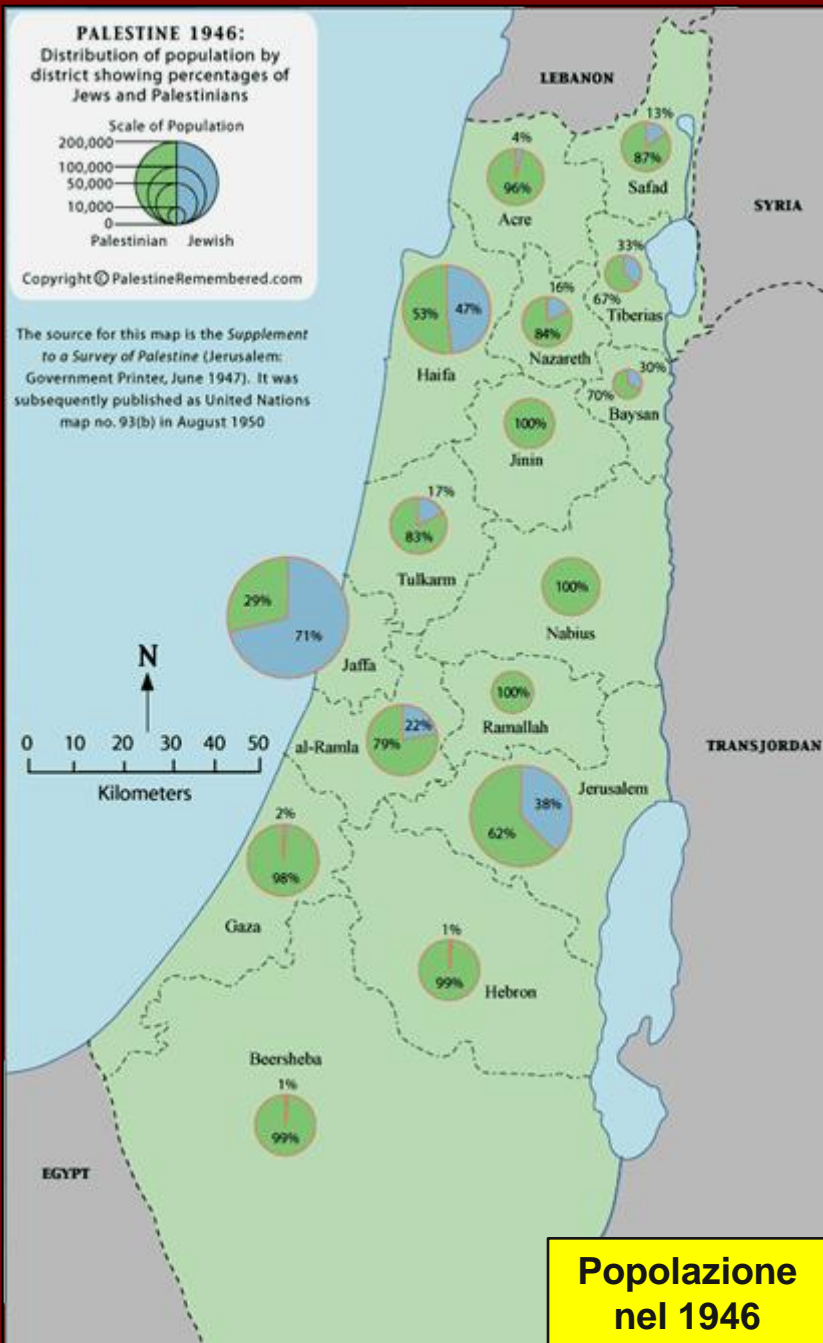 PALESTINE 1946:
Distribution of population by
district showing percentages of
Jews and Palestinians
Scale of Population
200,000
100,000
50,000
10,000
0
Palestinian Jewish
Copyright © PalestineRemembered.com
The source for this map is the Supplement
to a Survey of Palestine (Jerusalem:
Government Printer, June 1947). It was
subsequently published as United Nations
map no. 93(b) in August 1950
LEBANON
SYRIA
TRANSJORDAN
EGYPT
13%
87%
Safad
4%
96%
Acre
33%
67%
Tiberias
53% 47%
Haifa
16%
84%
Nazareth
30%
70%
Baysan
100%
Jinin
17%
83%
Tulkarm
100%
Nabius
29%
71%
Jaffa
100%
Ramallah
22%
79%
al-Ramla
Jerusalem
38%
62%
2%
98%
Gaza
1%
99%
Hebron
Beersheba
1%
99%
N
0 10 20 30 40 50
Kilometers
Popolazione
nel 1946